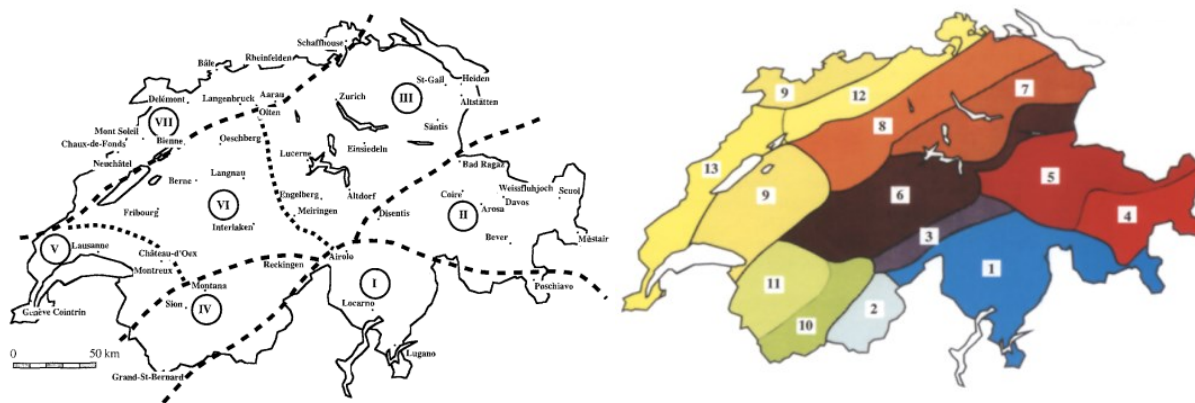 Schaffhouse
Rheinfelden
Bâle
St-Gall
Heiden
Aarau
Delémont
Langenbruck
Zurich
III
Altstätten
Olten
VII
Mont Soleil
Säntis
Chaux-de-Fonds
Bienne
Oeschberg
Einsiedeln
Neuchâtel
Lucerne
Bad Ragaz
Berne
Langnau
Coire
Weissfluhjoch
Scuol
Engelberg
Altdorf
Davos
VI
II
Arosa
Fribourg
Meiringen
Disentis
Interlaken
Bever
Müstair
V
Lausanne
Château-d'Oex
Airolo
Reckingen
Montreux
Montana
I
Poschiavo
Sion
IV
Locarno
Genève Cointrin
0 50 km
Lugano
Grand-St-Bernard
9
12
7
8
13
5
9
6
4
3
1
11
2
10